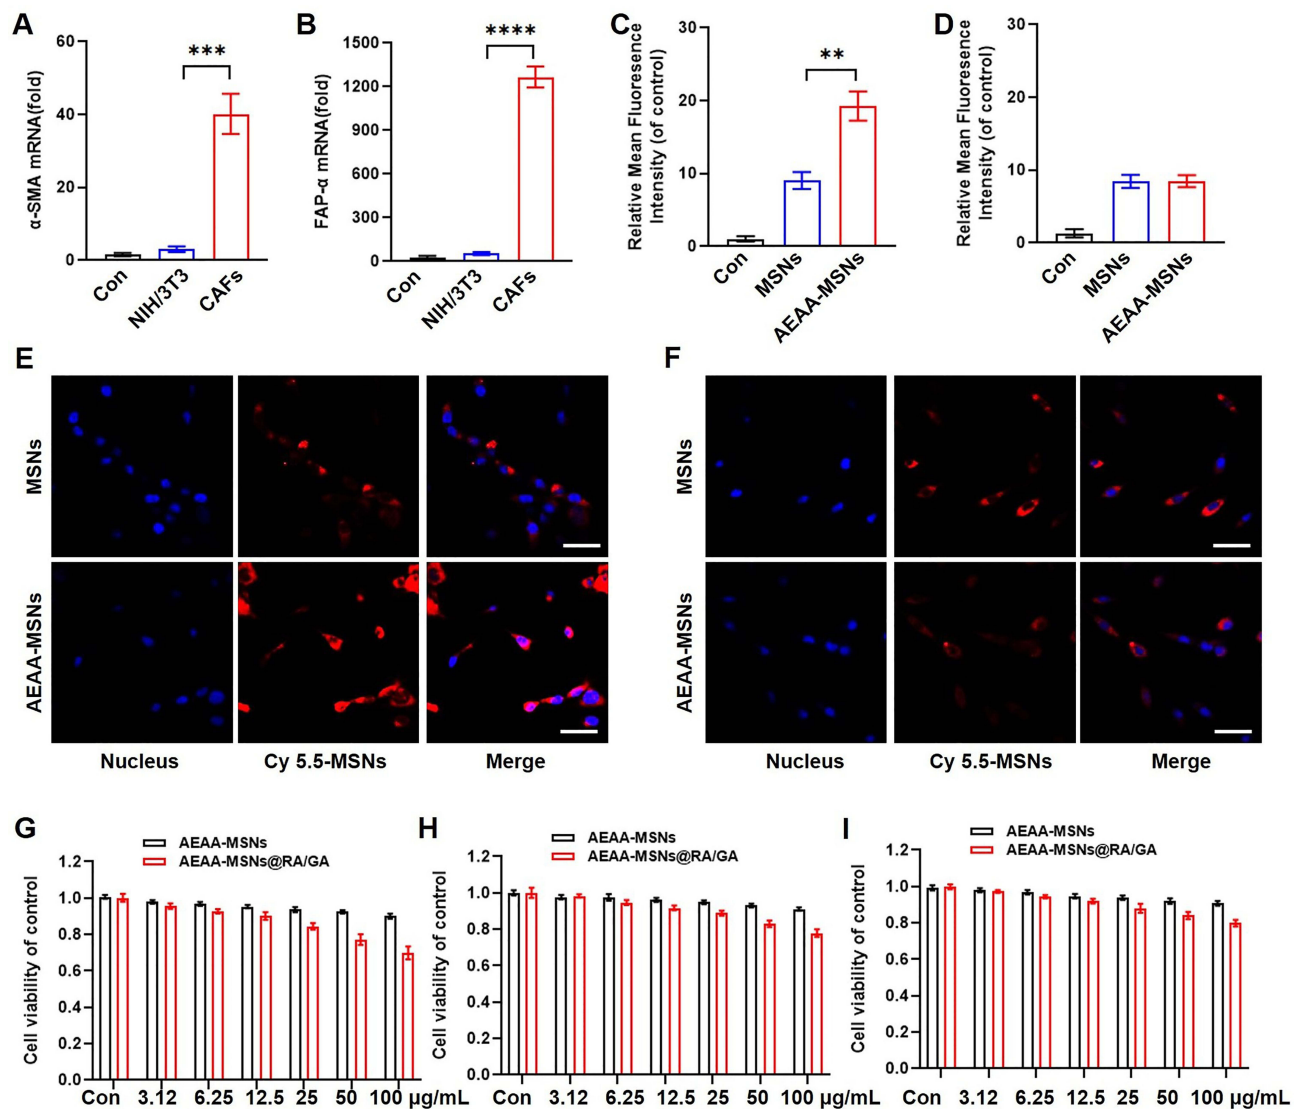 A
α-SMA mRNA(fold)
60
40
20
0
***
Con
NIH/3T3
CAFs
B
FAP-α mRNA(fold)
1500
1200
900
600
300
0
****
Con
NIH/3T3
CAFs
C
Relative Mean Fluoresence
Intensity (of control)
30
20
10
0
**
Con
MSNs
AEAA-MSNs
D
Relative Mean Fluoresence
Intensity (of control)
30
20
10
0
Con
MSNs
AEAA-MSNs
E
MSNs
AEAA-MSNs
Nucleus
Cy 5.5-MSNs
Merge
F
MSNs
AEAA-MSNs
Nucleus
Cy 5.5-MSNs
Merge
G
AEAA-MSNs
AEAA-MSNs@RA/GA
Cell viability of control
1.2
1.0
0.8
0.6
0.4
0.2
0.0
Con 3.12 6.25 12.5 25 50 100 μg/mL
H
AEAA-MSNs
AEAA-MSNs@RA/GA
Cell viability of control
1.2
1.0
0.8
0.6
0.4
0.2
0.0
Con 3.12 6.25 12.5 25 50 100 μg/mL
I
AEAA-MSNs
AEAA-MSNs@RA/GA
Cell viability of control
1.2
1.0
0.8
0.6
0.4
0.2
0.0
Con 3.12 6.25 12.5 25 50 100 μg/mL